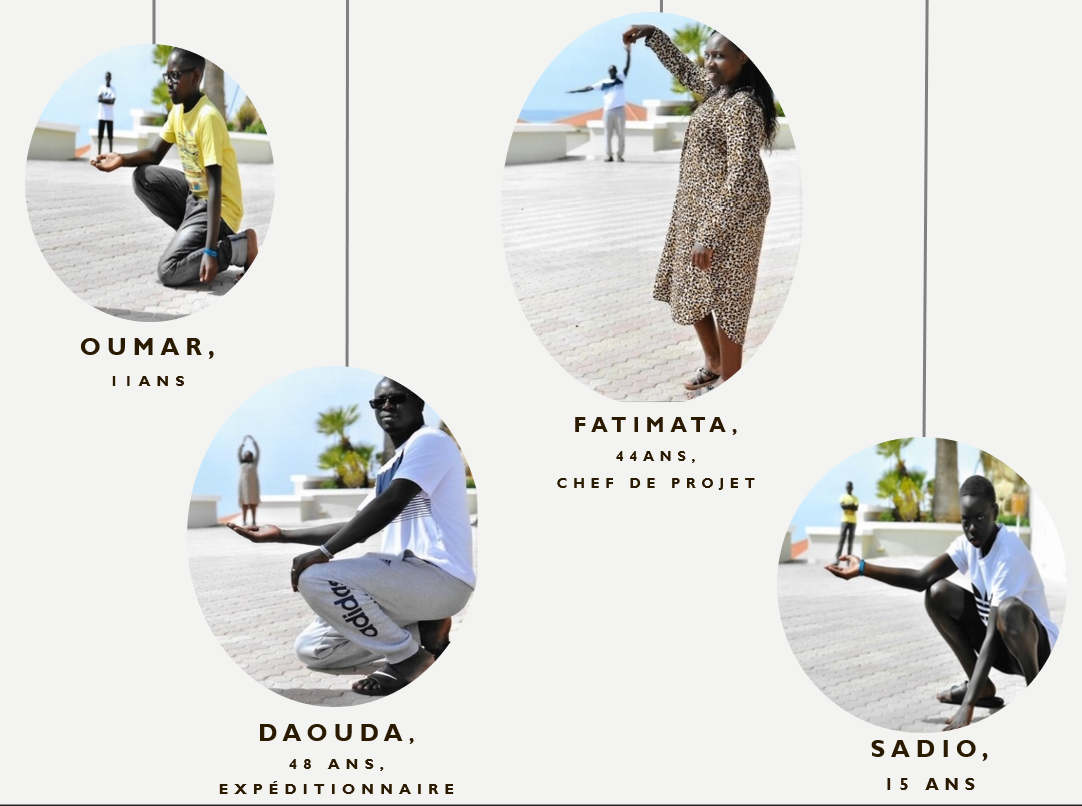 OUMAR,
11ANS
FATIMATA,
44ANS,
CHEF DE PROJET
adidas
DAOUDA,
48 ANS,
EXPÉDITIONNAIRE
SADIO,
15 ANS